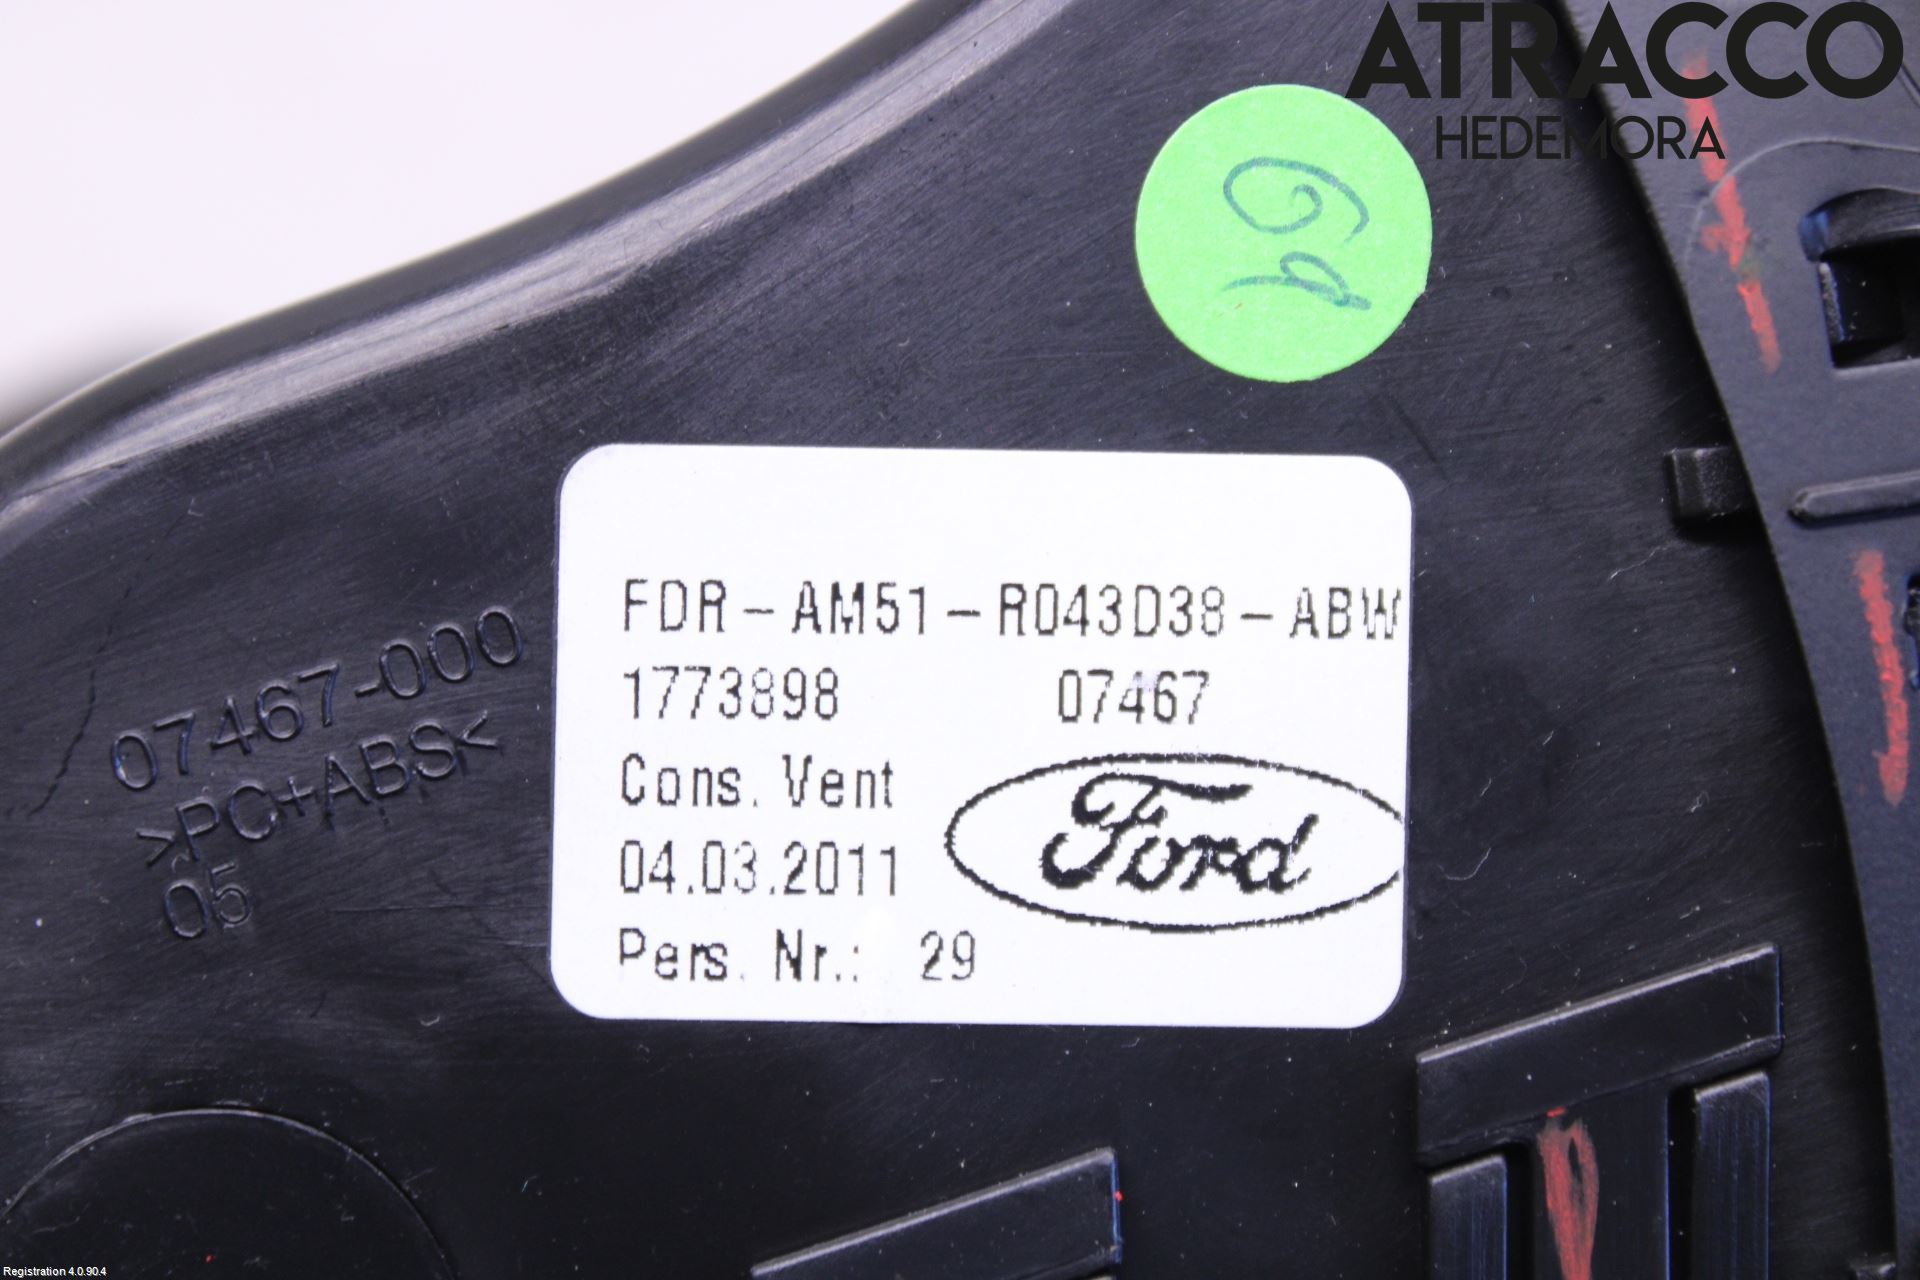 ATRACCO
HEDEMORA
FDR-AM51-R043D38-ABW
1773898 07467
Cons. Vent
04.03.2011
Ford
Pers. Nr.: 29
07467-000
>PC+ABS<
05
Registration 4.0.90.4